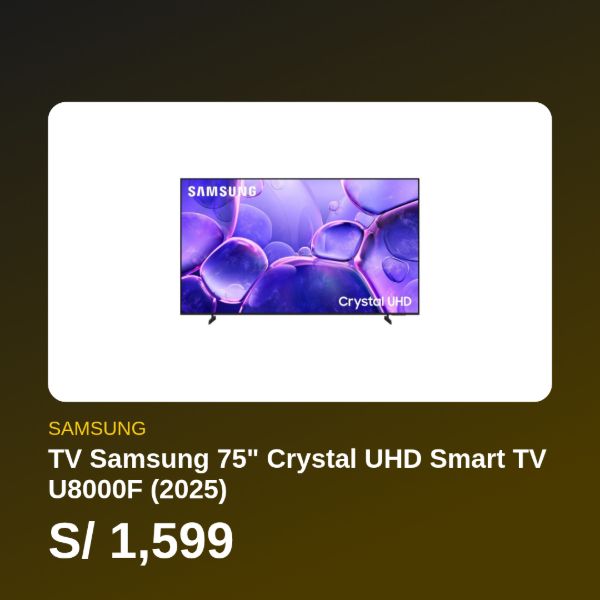 SAMSUNG
Crystal UHD
SAMSUNG
TV Samsung 75" Crystal UHD Smart TV
U8000F (2025)
S/ 1,599